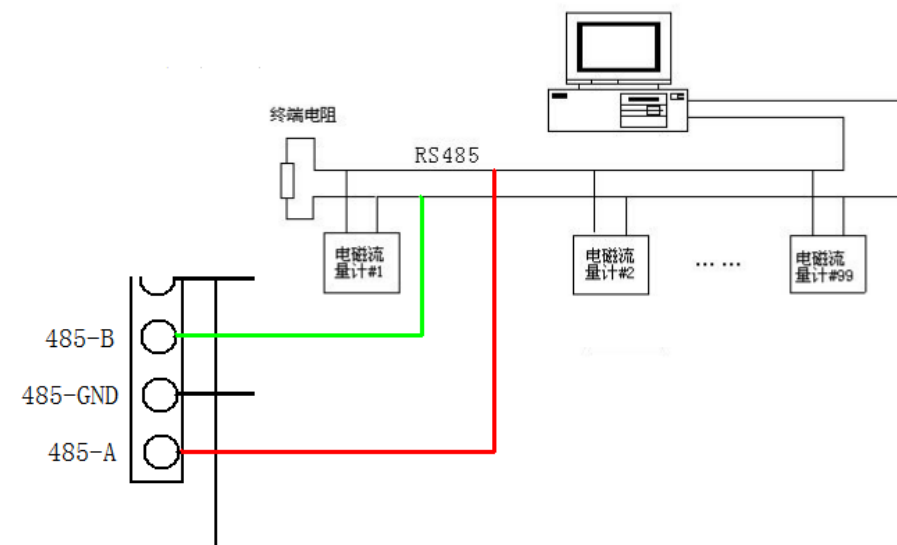 终端电阻
RS485
电磁流
量计#1
电磁流
量计#2
... ...
电磁流
量计#99
485-B
485-GND
485-A